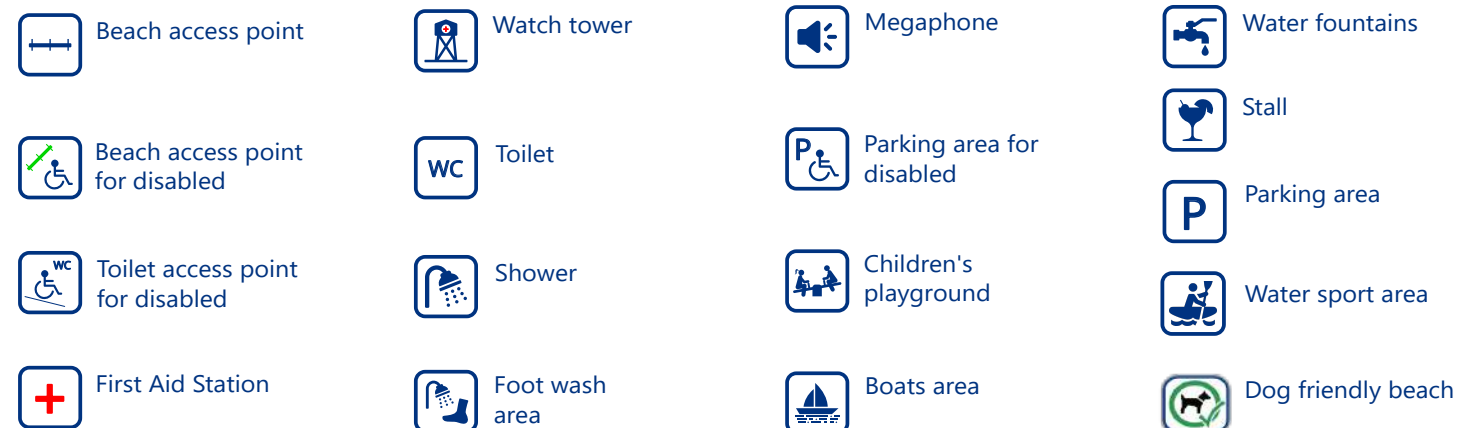 Beach access point
Beach access point
for disabled
WC
Toilet access point
for disabled
First Aid Station
Watch tower
WC
Toilet
Shower
Foot wash
area
Megaphone
P
Parking area for
disabled
Children's
playground
Boats area
Water fountains
Stall
P
Parking area
Water sport area
Dog friendly beach